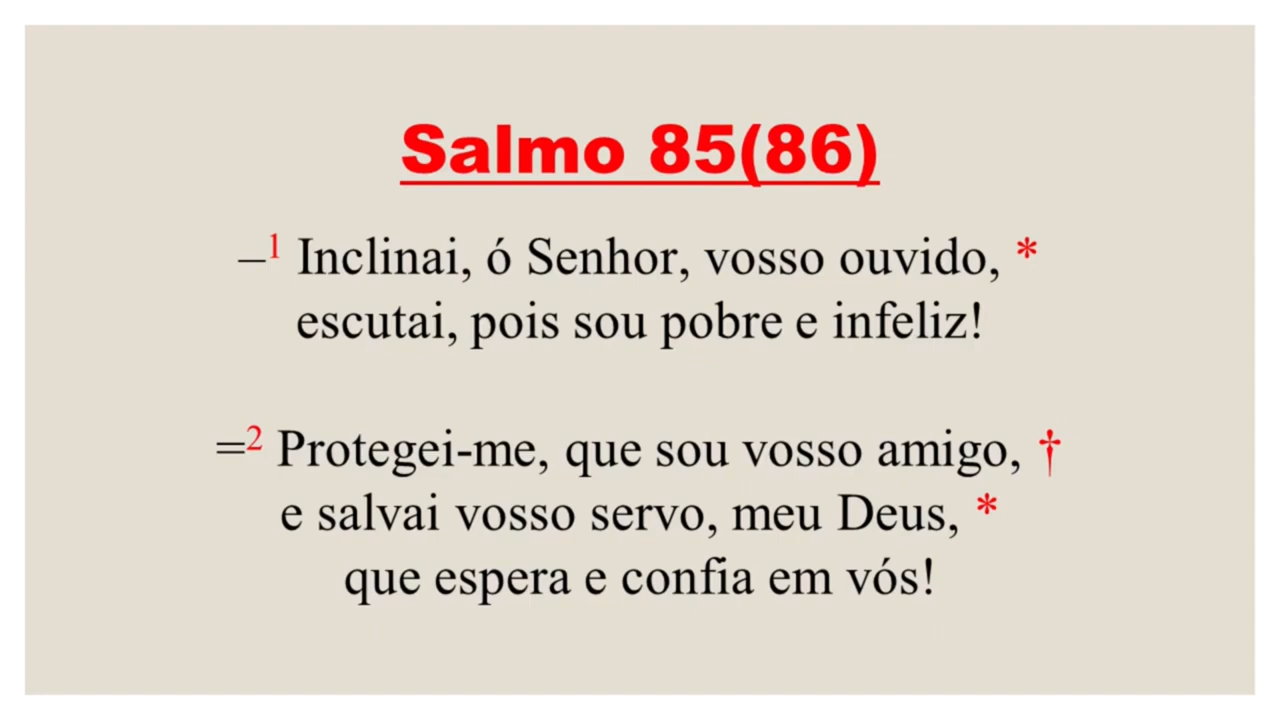 Salmo 85(86)
–¹ Inclinai, ó Senhor, vosso ouvido, *
escutai, pois sou pobre e infeliz!
=² Protegei-me, que sou vosso amigo, †
e salvai vosso servo, meu Deus, *
que espera e confia em vós!